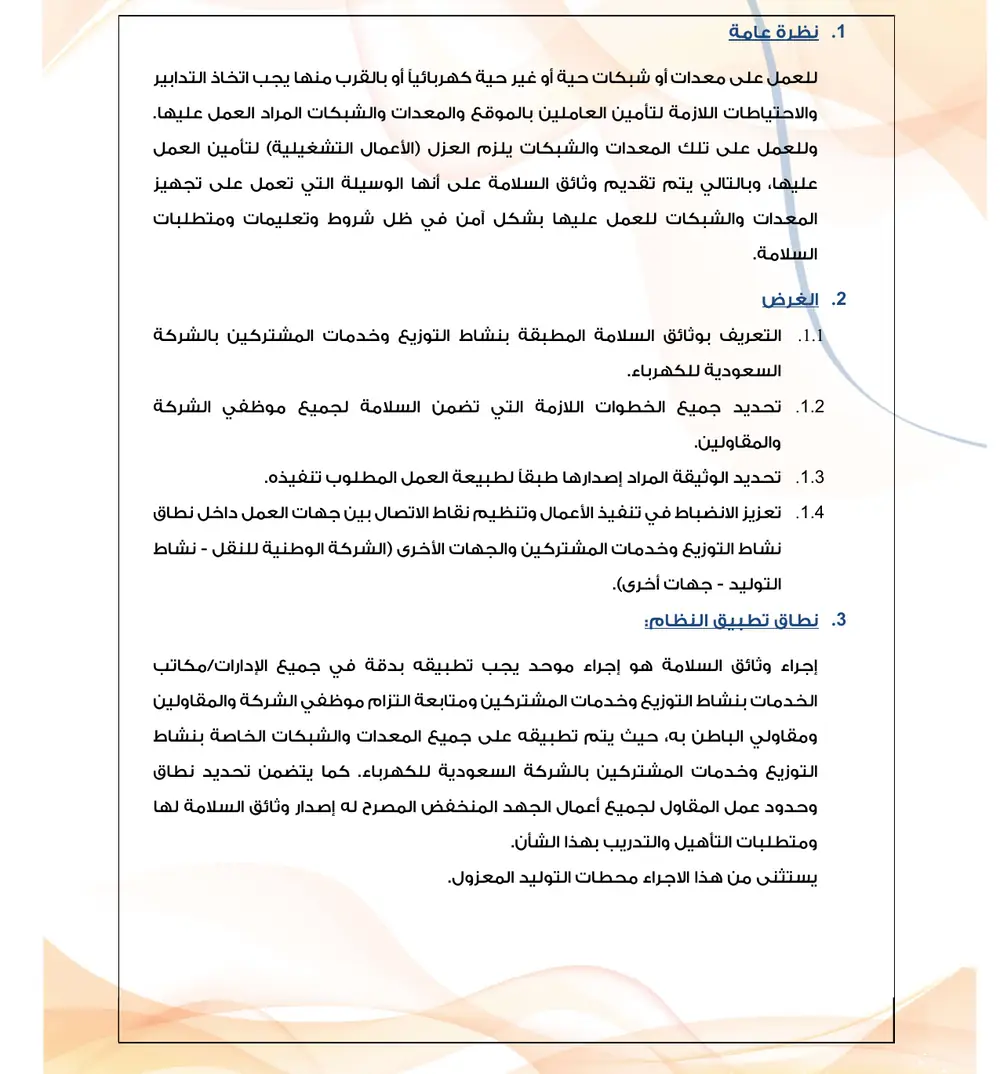 1. نظرة عامة
للعمل على معدات أو شبكات حية أو غير حية كهربائياً أو بالقرب منها يجب اتخاذ التدابير
والاحتياطات اللازمة لتأمين العاملين بالموقع والمعدات والشبكات المراد العمل عليها.
وللعمل على تلك المعدات والشبكات يلزم العزل (الأعمال التشغيلية) لتأمين العمل
عليها، وبالتالي يتم تقديم وثائق السلامة على أنها الوسيلة التي تعمل على تجهيز
المعدات والشبكات للعمل عليها بشكل آمن في ظل شروط وتعليمات ومتطلبات
السلامة.
2. الغرض
1.1. التعريف بوثائق السلامة المطبقة بنشاط التوزيع وخدمات المشتركين بالشركة
السعودية للكهرباء.
1.2. تحديد جميع الخطوات اللازمة التي تضمن السلامة لجميع موظفي الشركة
والمقاولين.
1.3. تحديد الوثيقة المراد إصدارها طبقاً لطبيعة العمل المطلوب تنفيذه.
1.4. تعزيز الانضباط في تنفيذ الأعمال وتنظيم نقاط الاتصال بين جهات العمل داخل نطاق
نشاط التوزيع وخدمات المشتركين والجهات الأخرى (الشركة الوطنية للنقل - نشاط
التوليد - جهات أخرى).
3. نطاق تطبيق النظام:
إجراء وثائق السلامة هو إجراء موحد يجب تطبيقه بدقة في جميع الإدارات/مكاتب
الخدمات بنشاط التوزيع وخدمات المشتركين ومتابعة التزام موظفي الشركة والمقاولين
ومقاولي الباطن به، حيث يتم تطبيقه على جميع المعدات والشبكات الخاصة بنشاط
التوزيع وخدمات المشتركين بالشركة السعودية للكهرباء. كما يتضمن تحديد نطاق
وحدود عمل المقاول لجميع أعمال الجهد المنخفض المصرح له إصدار وثائق السلامة لها
ومتطلبات التأهيل والتدريب بهذا الشأن.
يستثنى من هذا الاجراء محطات التوليد المعزول.